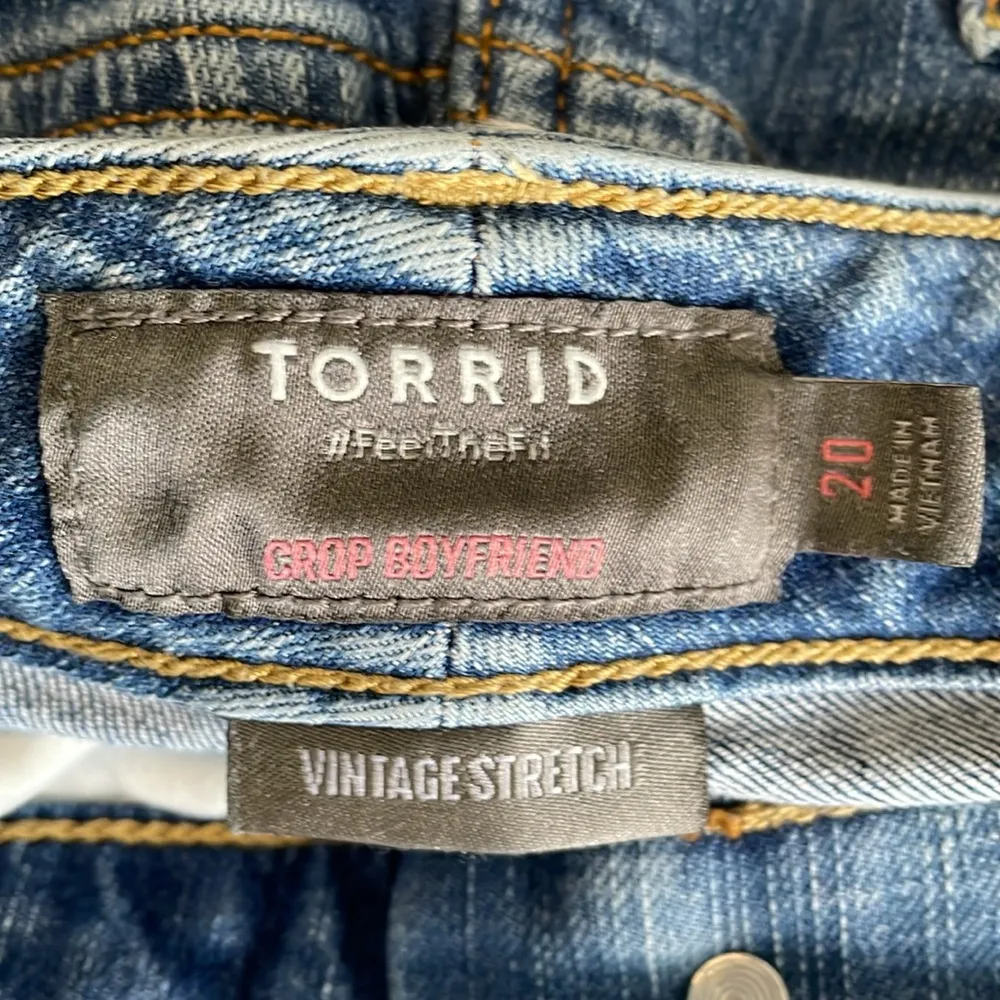 TORRID
#FeelTheFit
CROP BOYFRIEND
20
MADE IN
VIETNAM
VINTAGE STRETCH